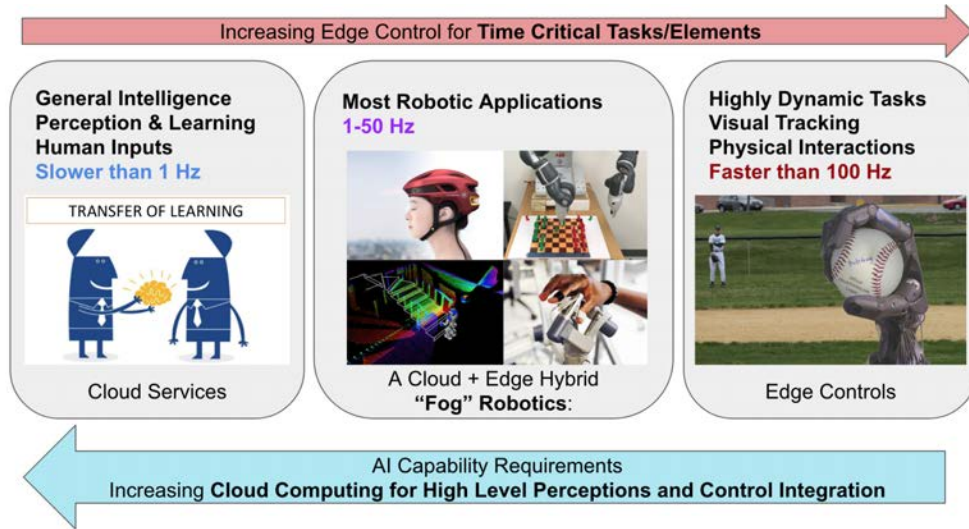 Increasing Edge Control for Time Critical Tasks/Elements
General Intelligence
Perception & Learning
Human Inputs
Slower than 1 Hz
TRANSFER OF LEARNING
Cloud Services
Most Robotic Applications
1-50 Hz
A Cloud + Edge Hybrid
“Fog” Robotics:
Highly Dynamic Tasks
Visual Tracking
Physical Interactions
Faster than 100 Hz
Edge Controls
AI Capability Requirements
Increasing Cloud Computing for High Level Perceptions and Control Integration